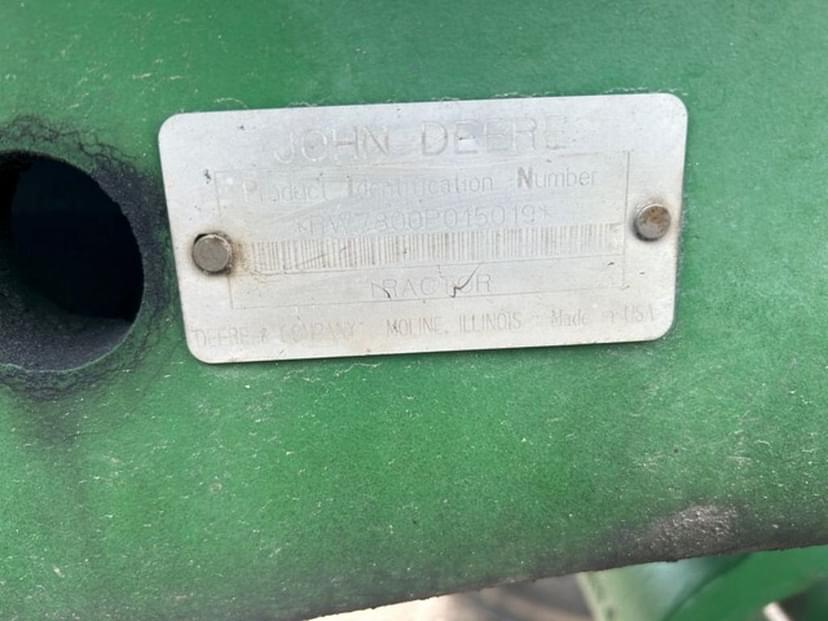 JOHN DEERE
Product Identification Number
*RW7800P015019*
TRACTOR
DEERE & COMPANY MOLINE, ILLINOIS Made in USA